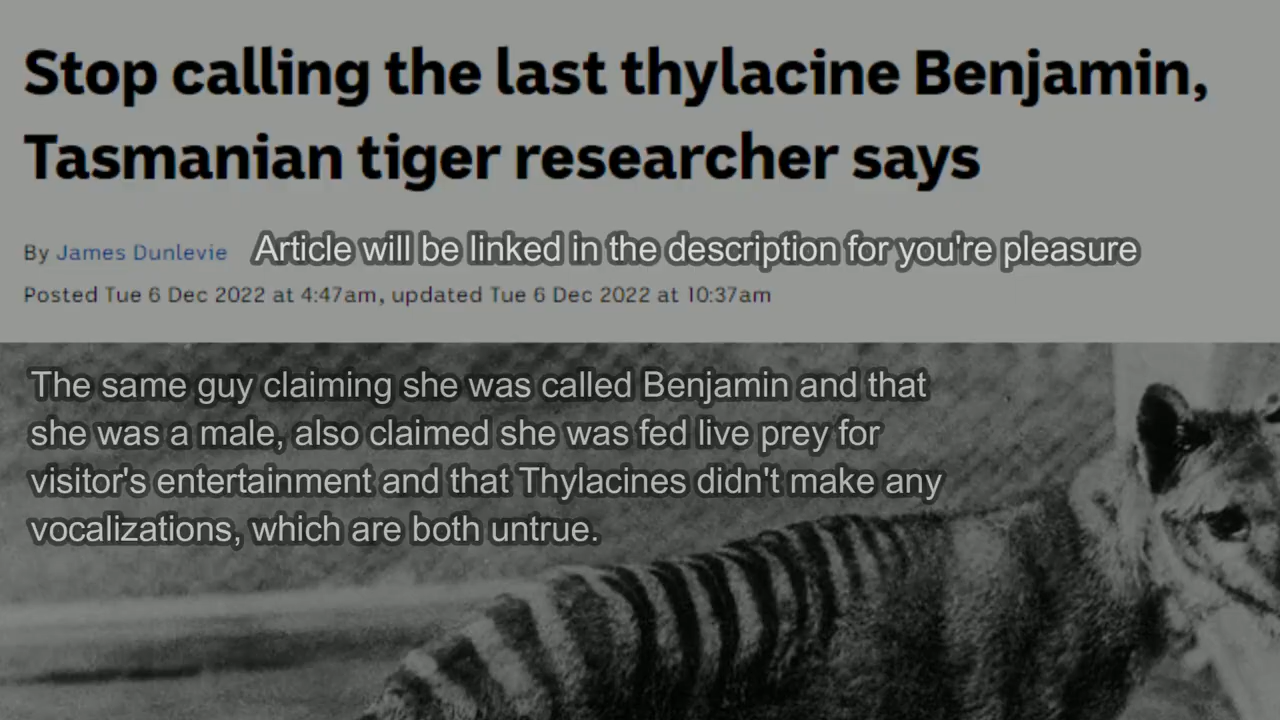 Stop calling the last thylacine Benjamin,
Tasmanian tiger researcher says
By James Dunlevie
Article will be linked in the description for you're pleasure
Posted Tue 6 Dec 2022 at 4:47am, updated Tue 6 Dec 2022 at 10:37am
The same guy claiming she was called Benjamin and that
she was a male, also claimed she was fed live prey for
visitor's entertainment and that Thylacines didn't make any
vocalizations, which are both untrue.